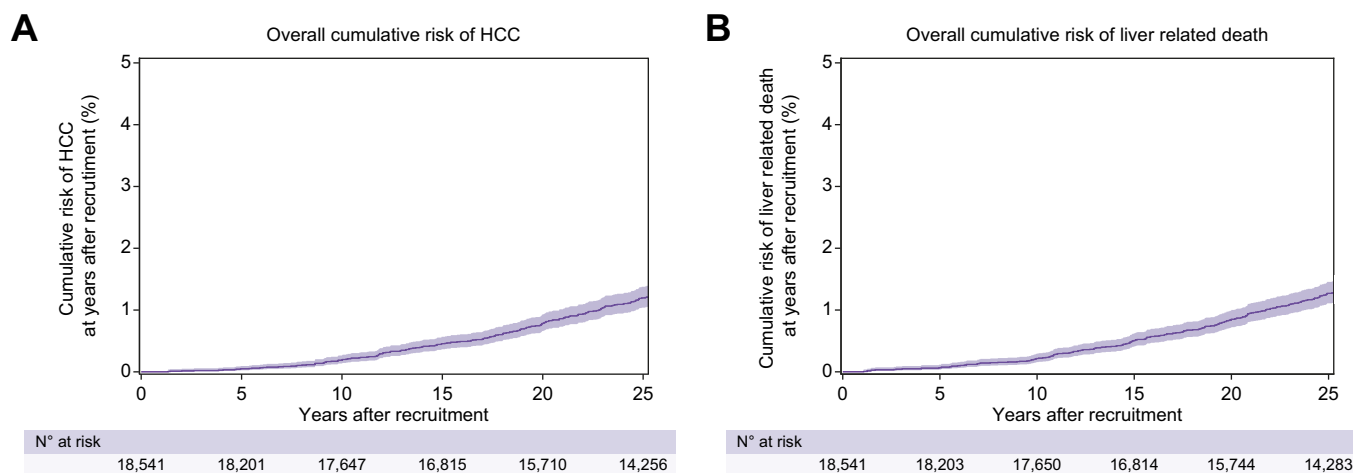 A
Overall cumulative risk of HCC
Cumulative risk of HCC
at years after recrutiment (%)
5
4
3
2
1
0
0 5 10 15 20 25
Years after recruitment
N° at risk
18,541 18,201 17,647 16,815 15,710 14,256
B
Overall cumulative risk of liver related death
Cumulative risk of liver related death
at years after recruitment (%)
5
4
3
2
1
0
0 5 10 15 20 25
Years after recruitment
N° at risk
18,541 18,203 17,650 16,814 15,744 14,283